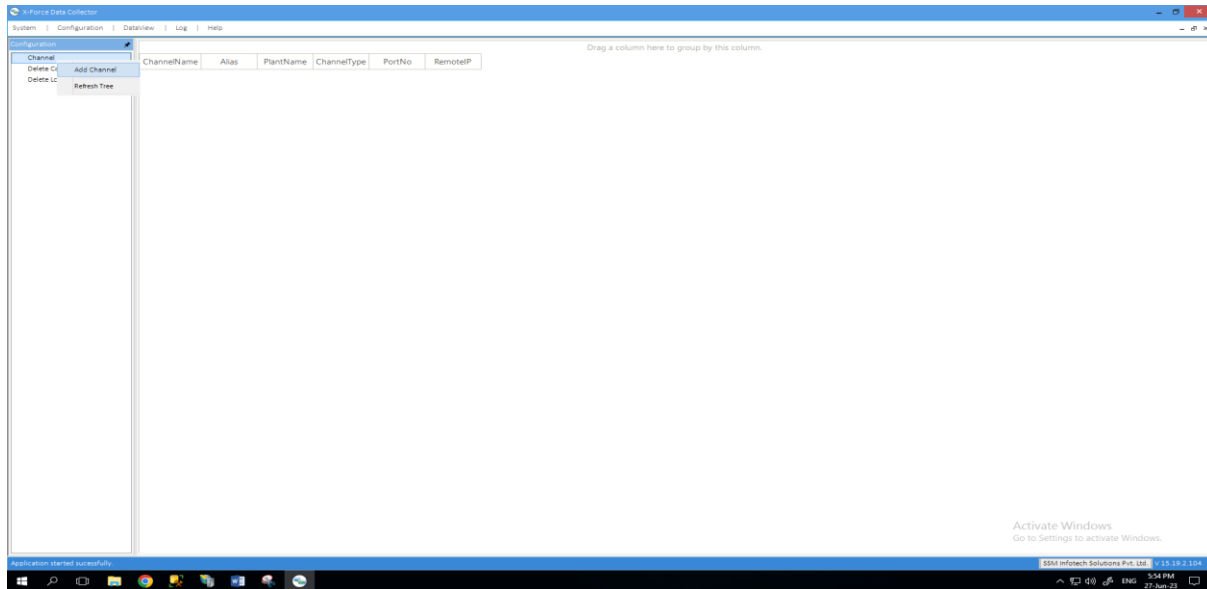 X-Force Data Collector
System | Configuration | DataView | Log | Help
Configuration
Drag a column here to group by this column.
Channel
ChannelName Alias PlantName ChannelType PortNo RemoteIP
Delete
Add Channel
Delete
Refresh Tree
Activate Windows
Go to Settings to activate Windows.
Application started sucessfully.
SSM Infotech Solutions Pvt. Ltd. V 15.19.2.104
ENG
5:54 PM
27-Jun-23